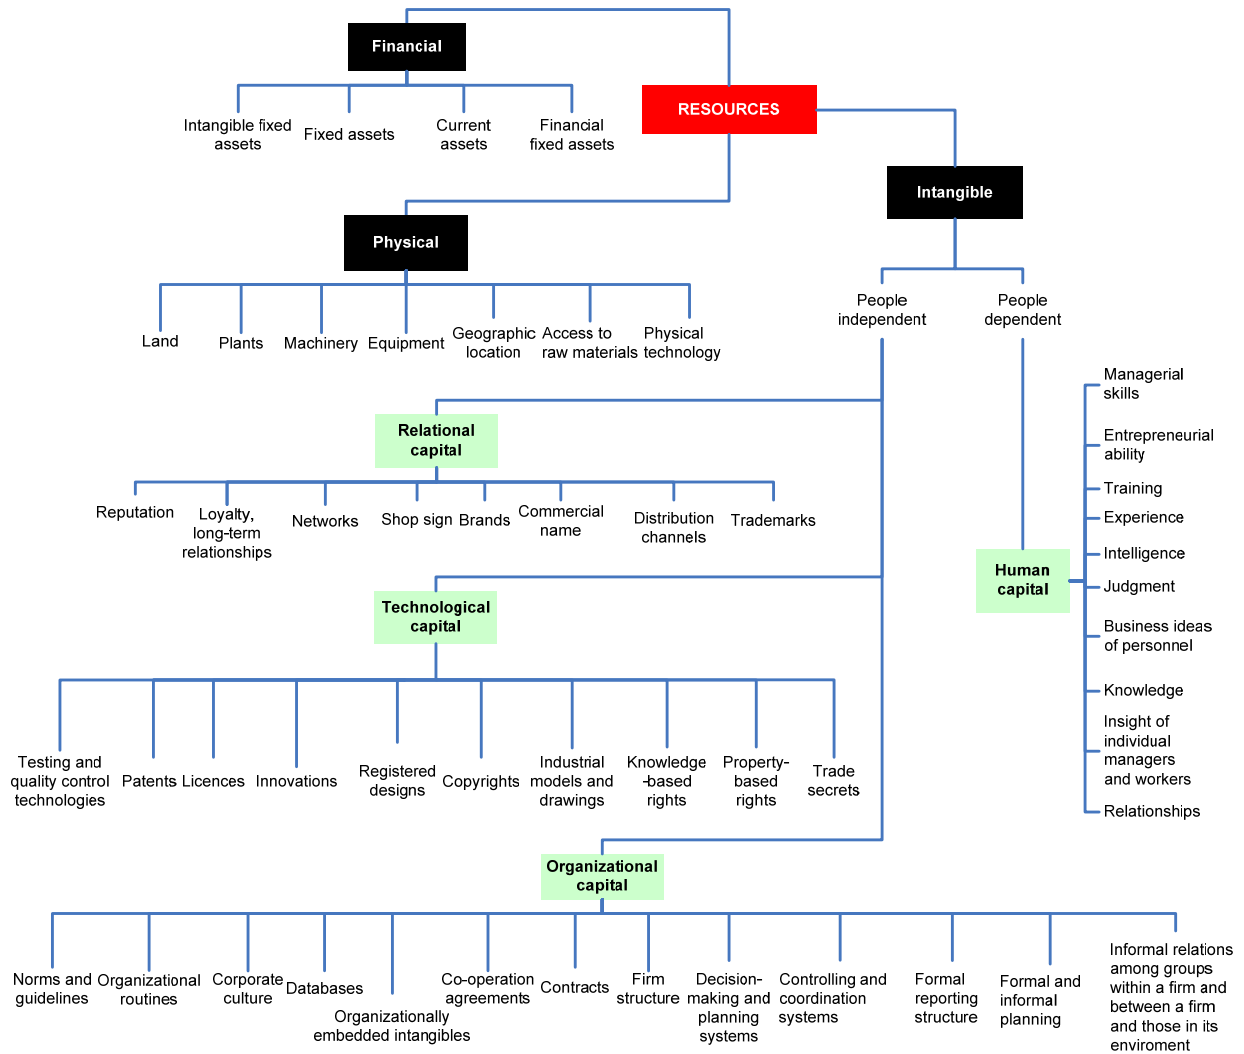 Financial
RESOURCES
Intangible fixed
assets
Fixed assets
Current
assets
Financial
fixed assets
Intangible
Physical
People
independent
People
dependent
Land
Plants
Machinery
Equipment
Geographic
location
Access to
raw materials
Physical
technology
Relational
capital
Reputation
Loyalty,
long-term
relationships
Networks
Shop sign
Brands
Commercial
name
Distribution
channels
Trademarks
Managerial
skills
Entrepreneurial
ability
Training
Experience
Intelligence
Judgment
Business ideas
of personnel
Knowledge
Insight of
individual
managers
and workers
Relationships
Human
capital
Technological
capital
Testing and
quality control
technologies
Patents
Licences
Innovations
Registered
designs
Copyrights
Industrial
models and
drawings
Knowledge
-based
rights
Property-
based
rights
Trade
secrets
Organizational
capital
Norms and
guidelines
Organizational
routines
Corporate
culture
Databases
Organizationally
embedded intangibles
Co-operation
agreements
Contracts
Firm
structure
Decision-
making and
planning
systems
Controlling and
coordination
systems
Formal
reporting
structure
Formal and
informal
planning
Informal relations
among groups
within a firm and
between a firm
and those in its
enviroment